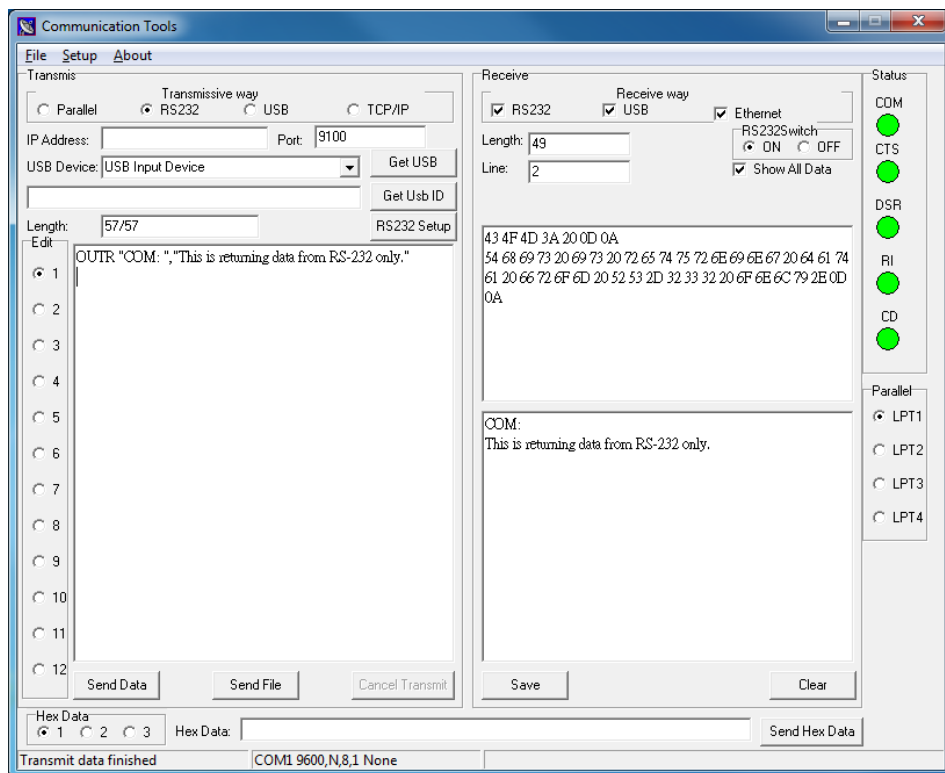 Communication Tools
File Setup About
Transmis
Transmissive way
Parallel RS232 USB TCP/IP
IP Address: Port: 9100
USB Device: USB Input Device Get USB
Get Usb ID
Length: 57/57 RS232 Setup
Edit
1
2
3
4
5
6
7
8
9
10
11
12
OUTR "COM: ","This is returning data from RS-232 only."
Send Data Send File Cancel Transmit
Receive
Receive way
RS232 USB Ethernet
Length: 49
RS232Switch
ON OFF
Line: 2
Show All Data
43 4F 4D 3A 20 0D 0A
54 68 69 73 20 69 73 20 72 65 74 75 72 6E 69 6E 67 20 64 61 74
61 20 66 72 6F 6D 20 52 53 2D 32 33 32 20 6F 6E 6C 79 2E 0D
0A
COM:
This is returning data from RS-232 only.
Save Clear
Status
COM
CTS
DSR
RI
CD
Parallel
LPT1
LPT2
LPT3
LPT4
Hex Data
1 2 3
Hex Data: Send Hex Data
Transmit data finished COM1 9600,N,8,1 None